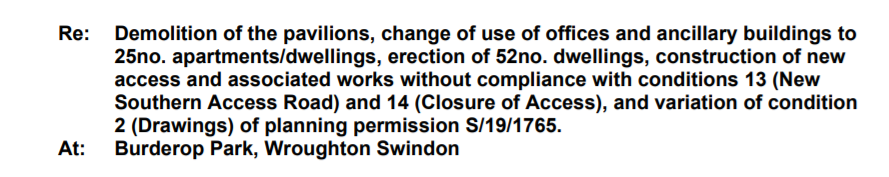 Re: Demolition of the pavilions, change of use of offices and ancillary buildings to
25no. apartments/dwellings, erection of 52no. dwellings, construction of new
access and associated works without compliance with conditions 13 (New
Southern Access Road) and 14 (Closure of Access), and variation of condition
2 (Drawings) of planning permission S/19/1765.
At: Burderop Park, Wroughton Swindon